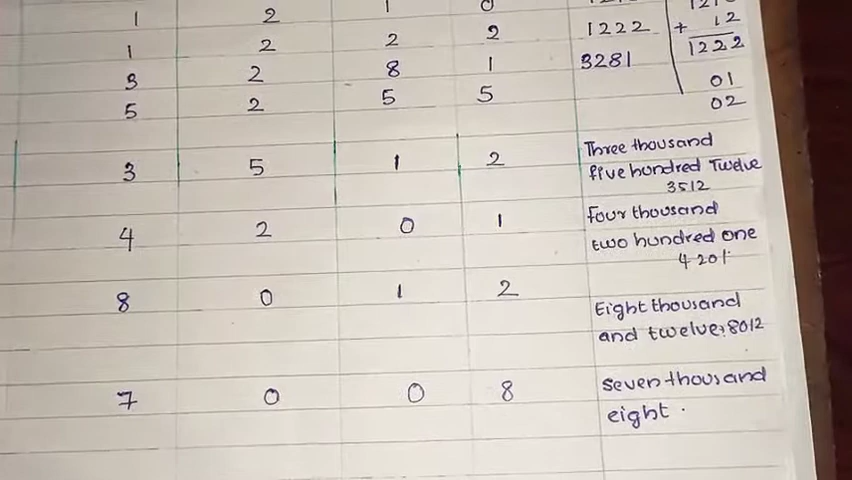 1 2 1 0
1 2 2 2 1222 + 12
3 2 8 1 3281 1222
5 2 5 5 01
02
3 5 1 2 Three thousand
five hundred Twelve
3512
4 2 0 1 four thousand
two hundred one
4201
8 0 1 2 Eight thousand
and twelve:8012
7 0 0 8 Seven thousand
eight.